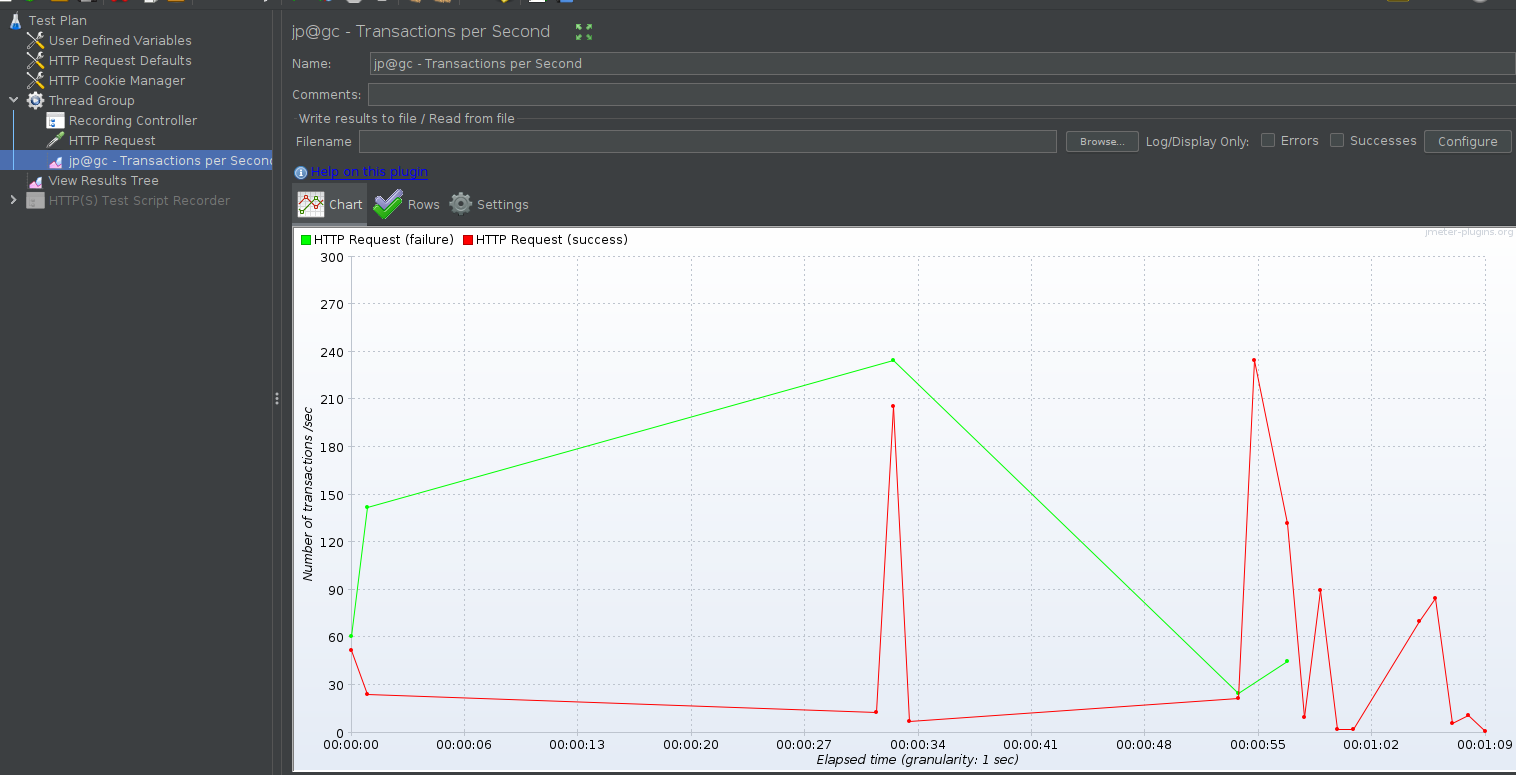 Test Plan
User Defined Variables
HTTP Request Defaults
HTTP Cookie Manager
Thread Group
Recording Controller
HTTP Request
jp@gc - Transactions per Second
View Results Tree
HTTP(S) Test Script Recorder
jp@gc - Transactions per Second
Name: jp@gc - Transactions per Second
Comments:
Write results to file / Read from file
Filename Browse... Log/Display Only: Errors Successes Configure
Help on this plugin
Chart Rows Settings
jmeter-plugins.org
HTTP Request (failure) HTTP Request (success)
300
270
240
210
180
150
120
90
60
30
0
Number of transactions /sec
00:00:00 00:00:06 00:00:13 00:00:20 00:00:27 00:00:34 00:00:41 00:00:48 00:00:55 00:01:02 00:01:09
Elapsed time (granularity: 1 sec)